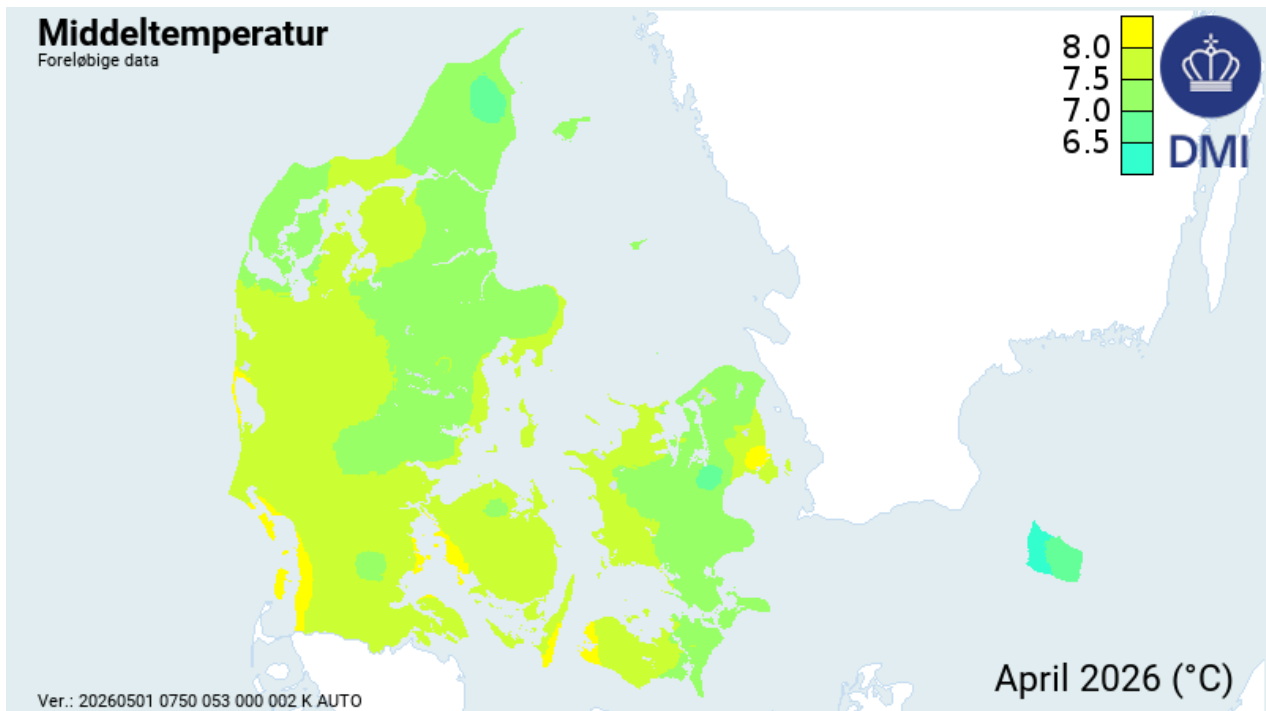 Middeltemperatur
Foreløbige data
8.0
7.5
7.0
6.5
DMI
April 2026 (°C)
Ver.: 20260501 0750 053 000 002 K AUTO